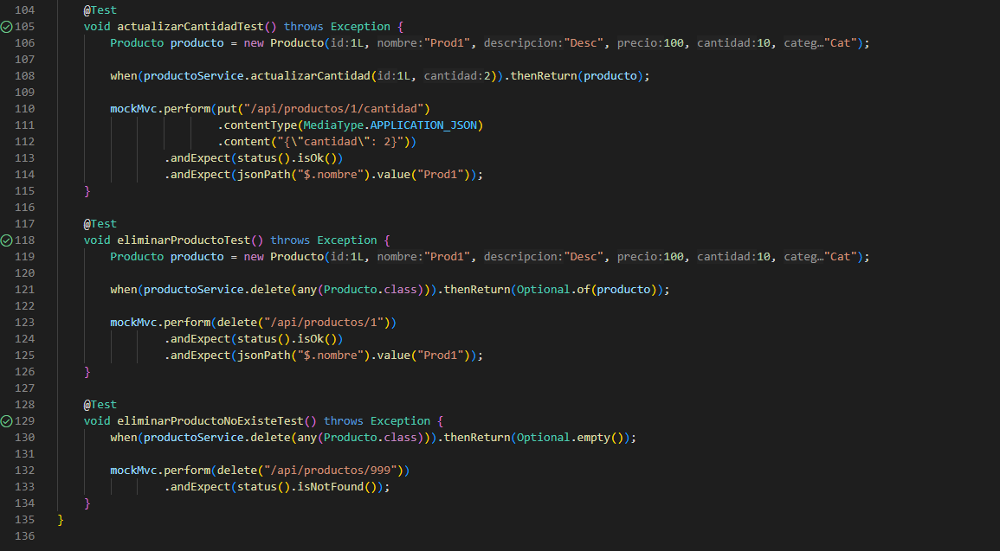 104 @Test
105 void actualizarCantidadTest() throws Exception {
106 Producto producto = new Producto(id:1L, nombre:"Prod1", descripcion:"Desc", precio:100, cantidad:10, categ…"Cat");
107
108 when(productoService.actualizarCantidad(id:1L, cantidad:2)).thenReturn(producto);
109
110 mockMvc.perform(put("/api/productos/1/cantidad")
111 .contentType(MediaType.APPLICATION_JSON)
112 .content("{\"cantidad\": 2}"))
113 .andExpect(status().isOk())
114 .andExpect(jsonPath("$.nombre").value("Prod1"));
115 }
116
117 @Test
118 void eliminarProductoTest() throws Exception {
119 Producto producto = new Producto(id:1L, nombre:"Prod1", descripcion:"Desc", precio:100, cantidad:10, categ…"Cat");
120
121 when(productoService.delete(any(Producto.class))).thenReturn(Optional.of(producto));
122
123 mockMvc.perform(delete("/api/productos/1"))
124 .andExpect(status().isOk())
125 .andExpect(jsonPath("$.nombre").value("Prod1"));
126 }
127
128 @Test
129 void eliminarProductoNoExisteTest() throws Exception {
130 when(productoService.delete(any(Producto.class))).thenReturn(Optional.empty());
131
132 mockMvc.perform(delete("/api/productos/999"))
133 .andExpect(status().isNotFound());
134 }
135 }
136